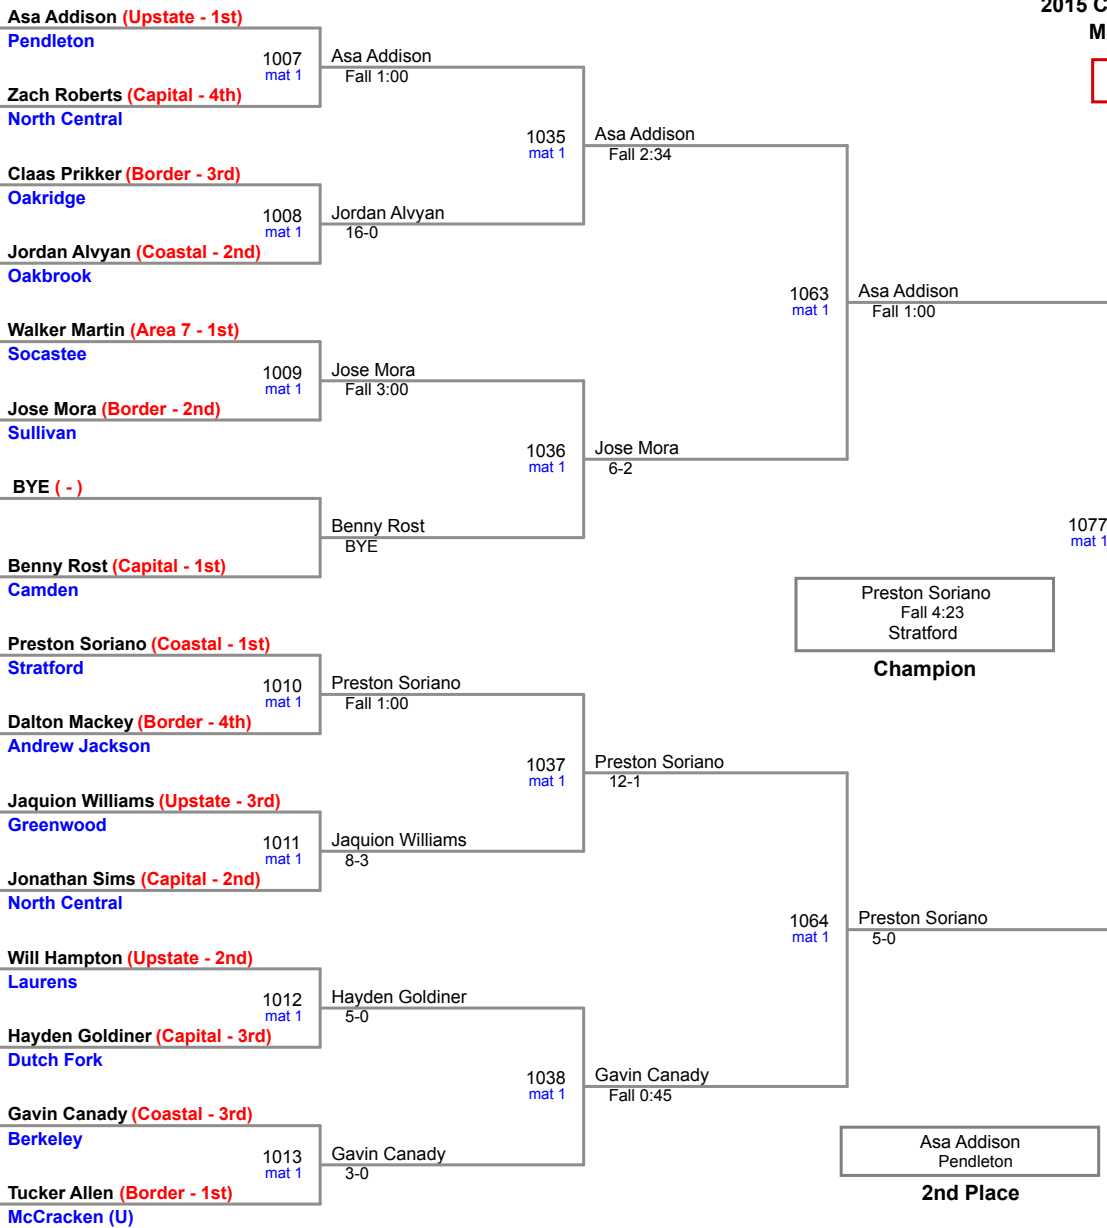 2015 C
M
Asa Addison (Upstate - 1st)
Pendleton
1007
mat 1
Asa Addison
Fall 1:00
Zach Roberts (Capital - 4th)
North Central
1035
mat 1
Asa Addison
Fall 2:34
Claas Prikker (Border - 3rd)
Oakridge
1008
mat 1
Jordan Alvyan
16-0
Jordan Alvyan (Coastal - 2nd)
Oakbrook
1063
mat 1
Asa Addison
Fall 1:00
Walker Martin (Area 7 - 1st)
Socastee
1009
mat 1
Jose Mora
Fall 3:00
Jose Mora (Border - 2nd)
Sullivan
1036
mat 1
Jose Mora
6-2
BYE ( - )
Benny Rost
BYE
1077
mat 1
Benny Rost (Capital - 1st)
Camden
Preston Soriano
Fall 4:23
Stratford
Champion
Preston Soriano (Coastal - 1st)
Stratford
1010
mat 1
Preston Soriano
Fall 1:00
Dalton Mackey (Border - 4th)
Andrew Jackson
1037
mat 1
Preston Soriano
12-1
Jaquion Williams (Upstate - 3rd)
Greenwood
1011
mat 1
Jaquion Williams
8-3
Jonathan Sims (Capital - 2nd)
North Central
1064
mat 1
Preston Soriano
5-0
Will Hampton (Upstate - 2nd)
Laurens
1012
mat 1
Hayden Goldiner
5-0
Hayden Goldiner (Capital - 3rd)
Dutch Fork
1038
mat 1
Gavin Canady
Fall 0:45
Gavin Canady (Coastal - 3rd)
Berkeley
1013
mat 1
Gavin Canady
3-0
Tucker Allen (Border - 1st)
McCracken (U)
Asa Addison
Pendleton
2nd Place